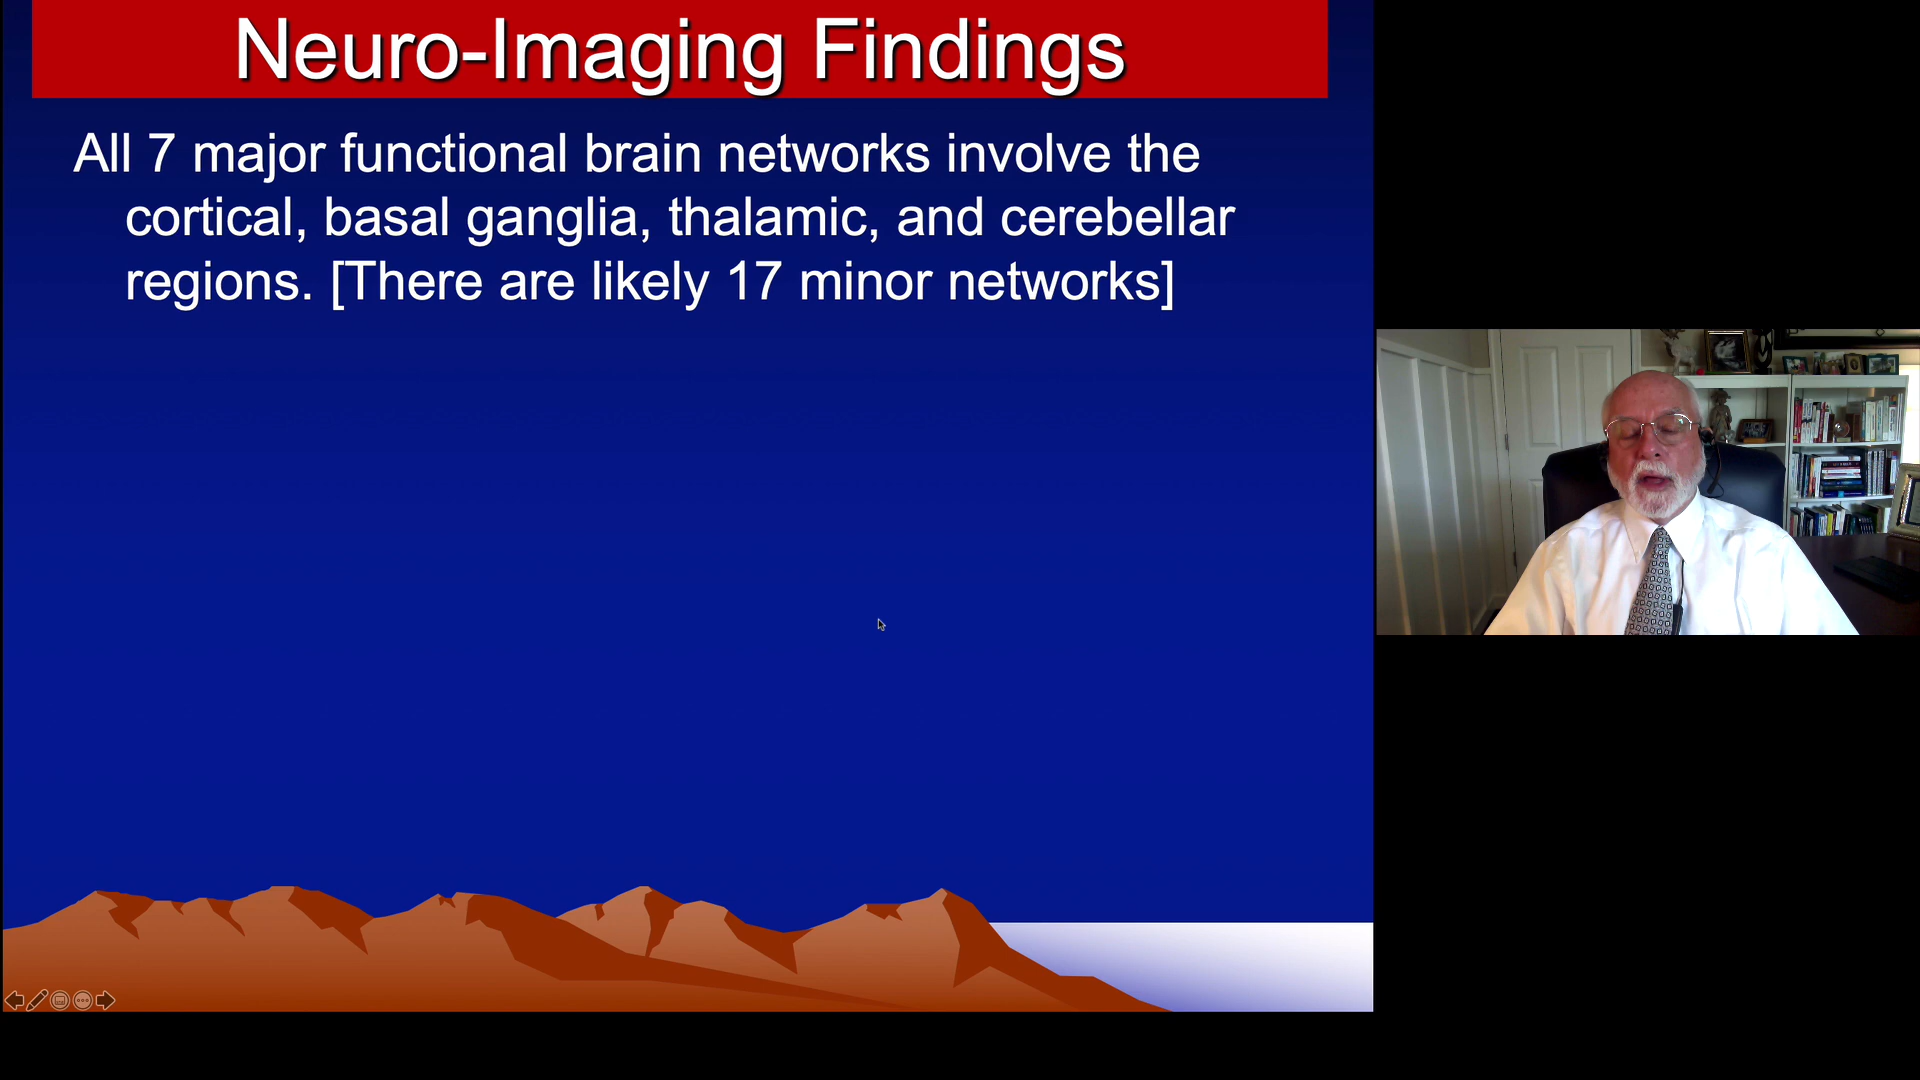 Neuro-Imaging Findings
All 7 major functional brain networks involve the
cortical, basal ganglia, thalamic, and cerebellar
regions. [There are likely 17 minor networks]